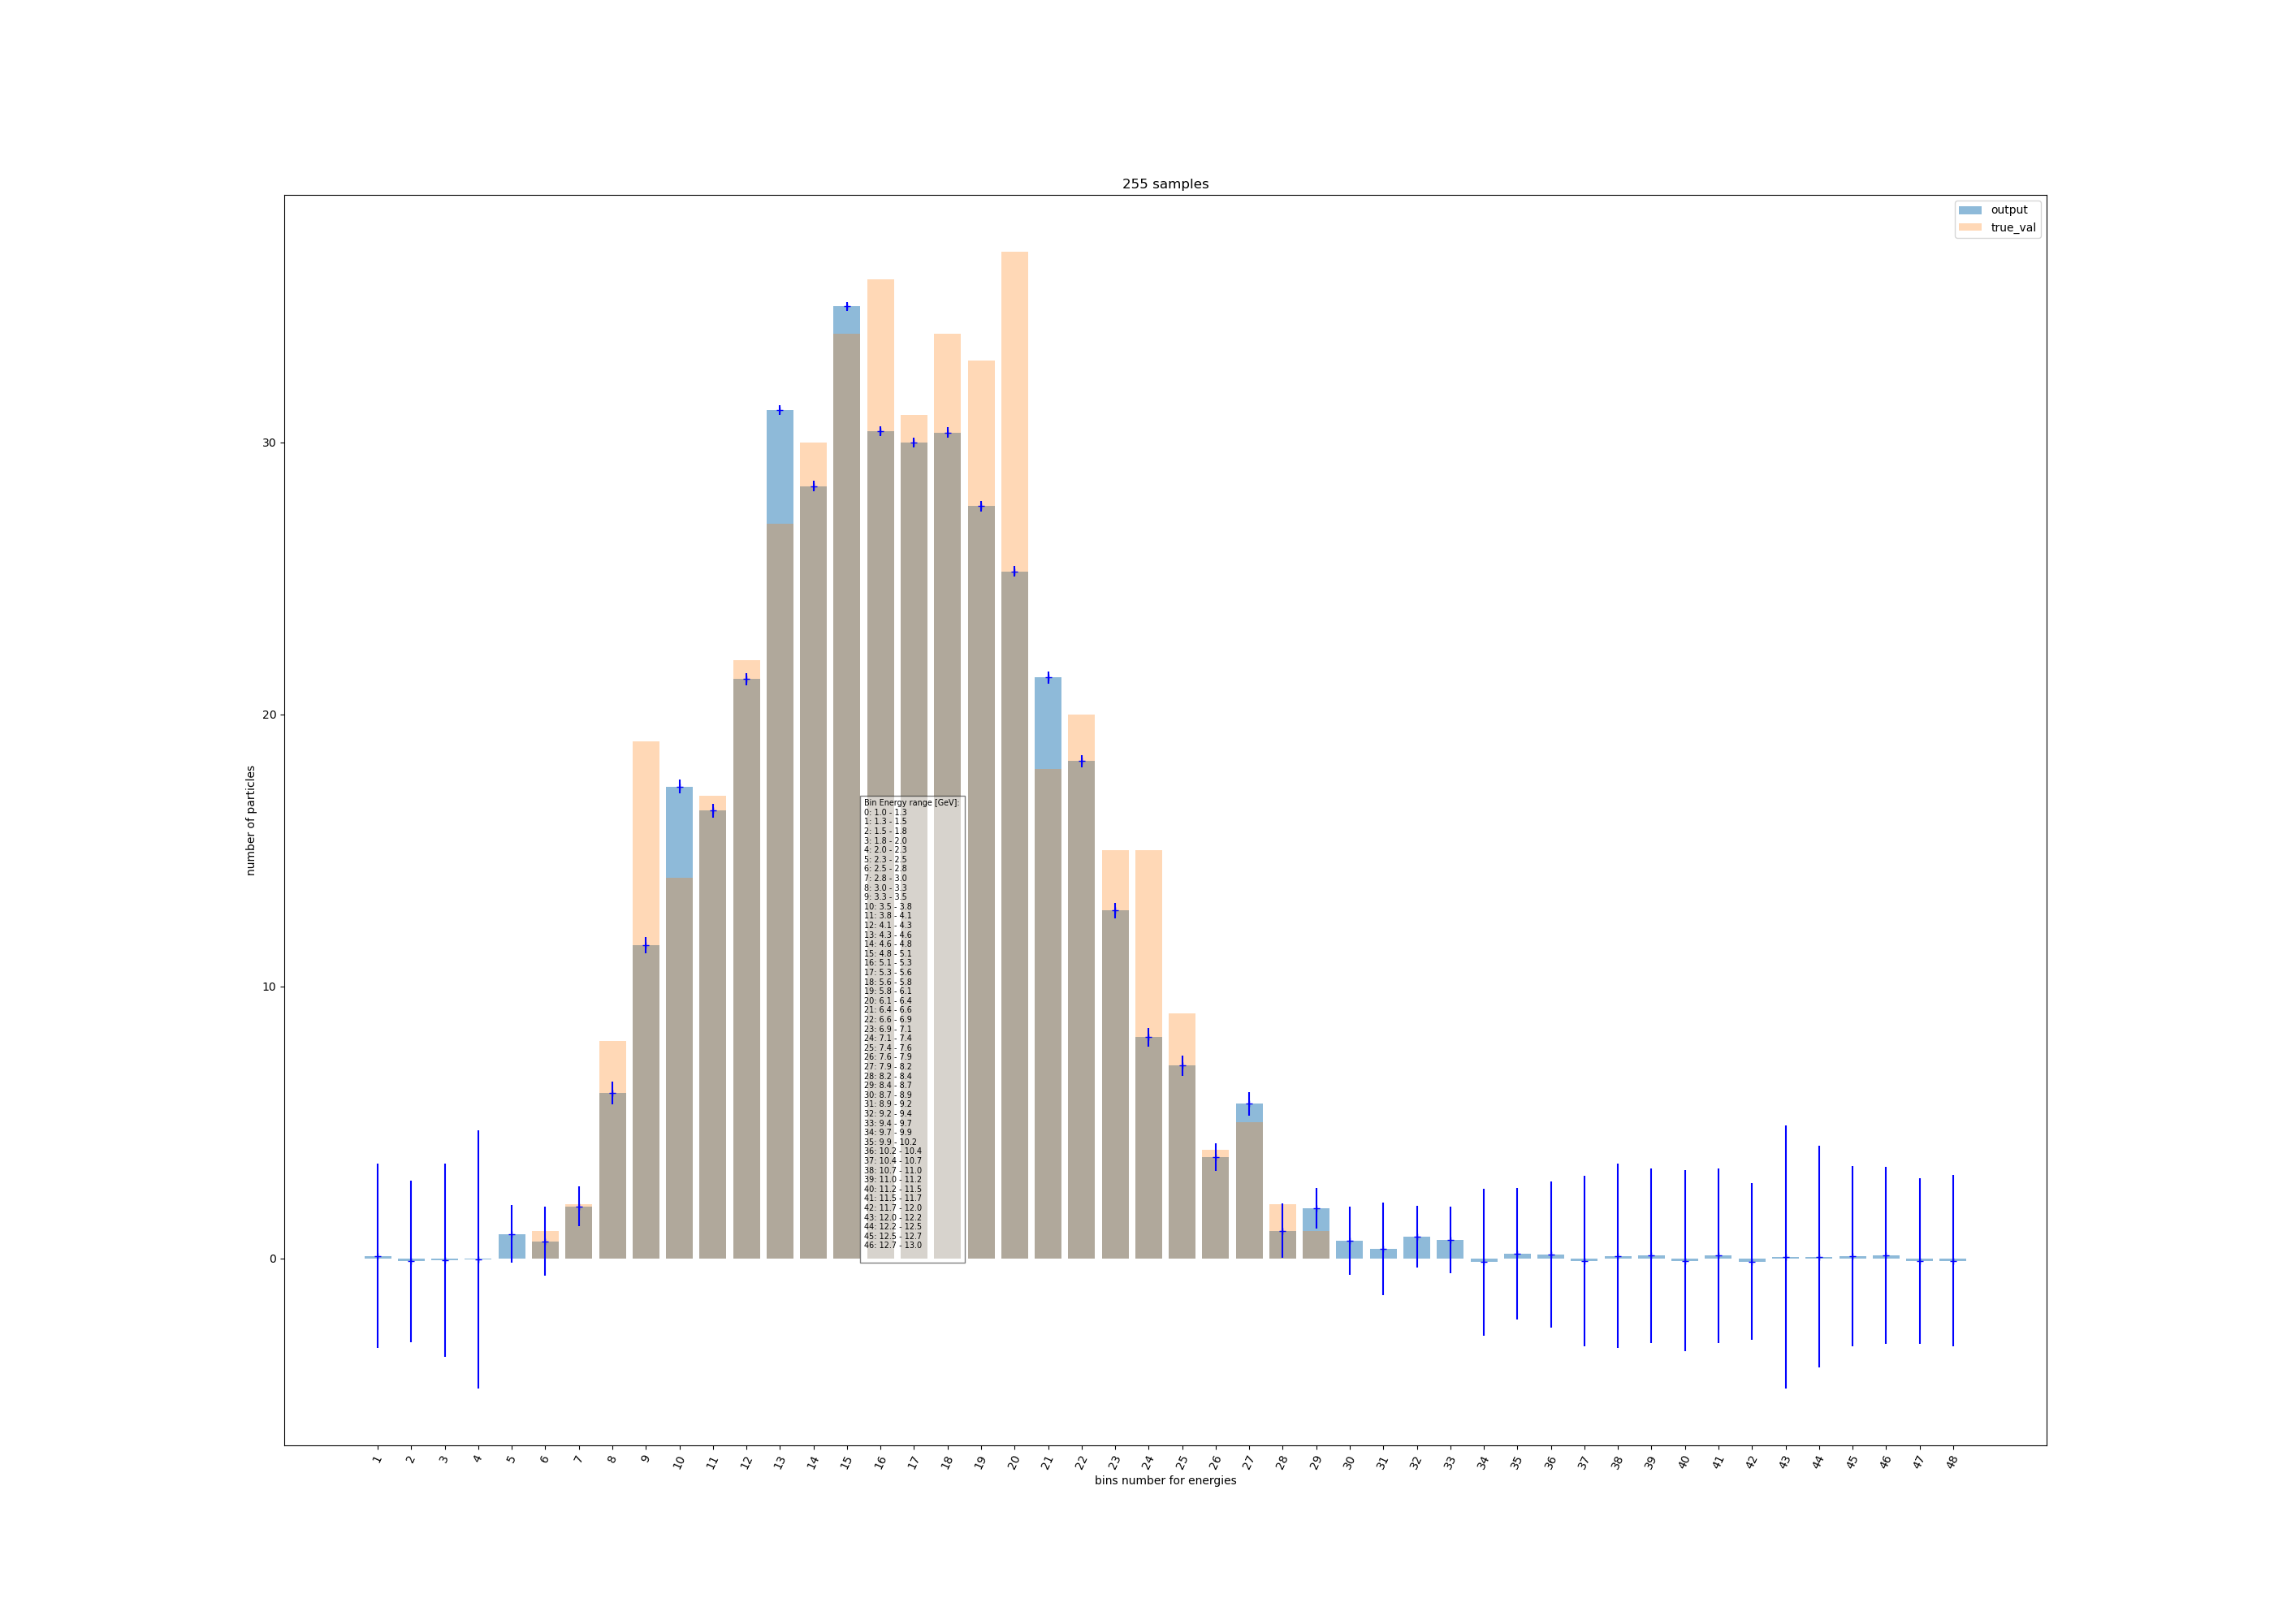 255 samples
output
true_val
30
20
10
0
number of particles
Bin Energy range [GeV]:
0: 1.0 - 1.3
1: 1.3 - 1.5
2: 1.5 - 1.8
3: 1.8 - 2.0
4: 2.0 - 2.3
5: 2.3 - 2.5
6: 2.5 - 2.8
7: 2.8 - 3.0
8: 3.0 - 3.3
9: 3.3 - 3.5
10: 3.5 - 3.8
11: 3.8 - 4.1
12: 4.1 - 4.3
13: 4.3 - 4.6
14: 4.6 - 4.8
15: 4.8 - 5.1
16: 5.1 - 5.3
17: 5.3 - 5.6
18: 5.6 - 5.8
19: 5.8 - 6.1
20: 6.1 - 6.4
21: 6.4 - 6.6
22: 6.6 - 6.9
23: 6.9 - 7.1
24: 7.1 - 7.4
25: 7.4 - 7.6
26: 7.6 - 7.9
27: 7.9 - 8.2
28: 8.2 - 8.4
29: 8.4 - 8.7
30: 8.7 - 8.9
31: 8.9 - 9.2
32: 9.2 - 9.4
33: 9.4 - 9.7
34: 9.7 - 9.9
35: 9.9 - 10.2
36: 10.2 - 10.4
37: 10.4 - 10.7
38: 10.7 - 11.0
39: 11.0 - 11.2
40: 11.2 - 11.5
41: 11.5 - 11.7
42: 11.7 - 12.0
43: 12.0 - 12.2
44: 12.2 - 12.5
45: 12.5 - 12.7
46: 12.7 - 13.0
1 2 3 4 5 6 7 8 9 10 11 12 13 14 15 16 17 18 19 20 21 22 23 24 25 26 27 28 29 30 31 32 33 34 35 36 37 38 39 40 41 42 43 44 45 46 47 48
bins number for energies